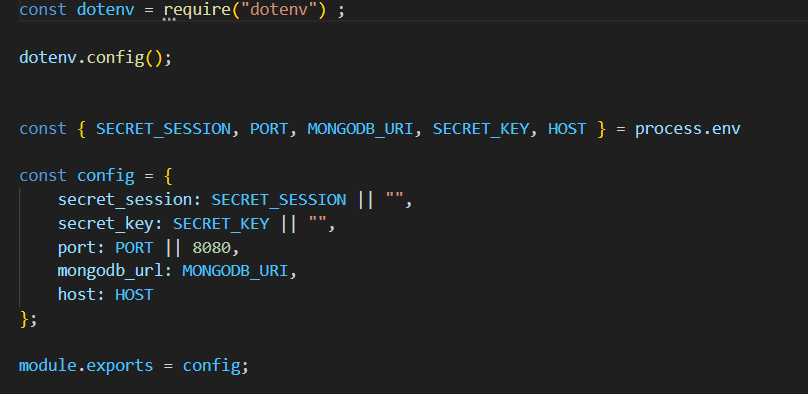 const dotenv = require("dotenv") ;
dotenv.config();
const { SECRET_SESSION, PORT, MONGODB_URI, SECRET_KEY, HOST } = process.env
const config = {
    secret_session: SECRET_SESSION || "",
    secret_key: SECRET_KEY || "",
    port: PORT || 8080,
    mongodb_url: MONGODB_URI,
    host: HOST
};
module.exports = config;